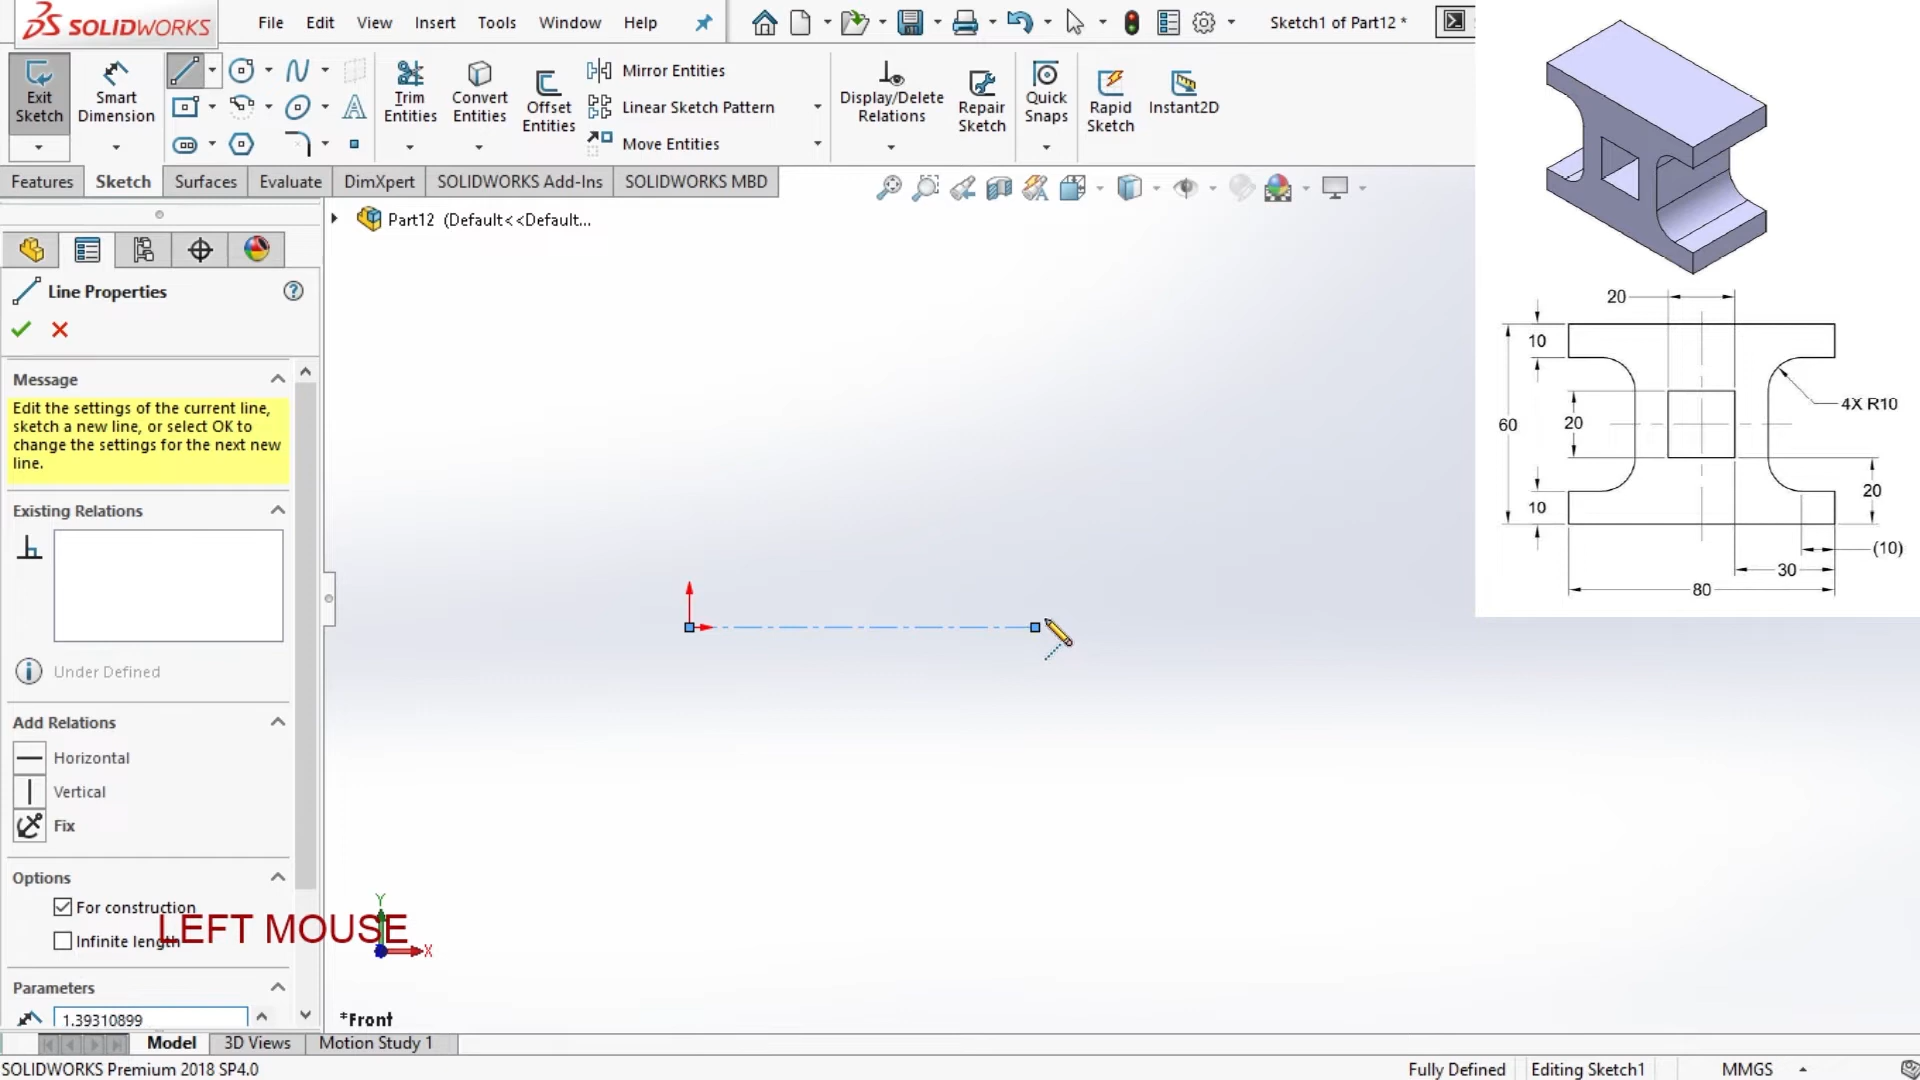 SOLIDWORKS File Edit View Insert Tools Window Help Sketch1 of Part12 *
Exit Sketch
Smart Dimension
Trim Entities
Convert Entities
Offset Entities
Mirror Entities
Linear Sketch Pattern
Move Entities
Display/Delete Relations
Repair Sketch
Quick Snaps
Rapid Sketch
Instant2D
Features Sketch Surfaces Evaluate DimXpert SOLIDWORKS Add-Ins SOLIDWORKS MBD
Part12 (Default<<Default...
Line Properties
Message
Edit the settings of the current line,
sketch a new line, or select OK to
change the settings for the next new
line.
Existing Relations
Under Defined
Add Relations
Horizontal
Vertical
Fix
Options
For construction
Infinite length
LEFT MOUSE
Parameters
1.39310899
Y
X
*Front
20
10
4X R10
60
20
20
10
(10)
30
80
Model 3D Views Motion Study 1
SOLIDWORKS Premium 2018 SP4.0 Fully Defined Editing Sketch1 MMGS